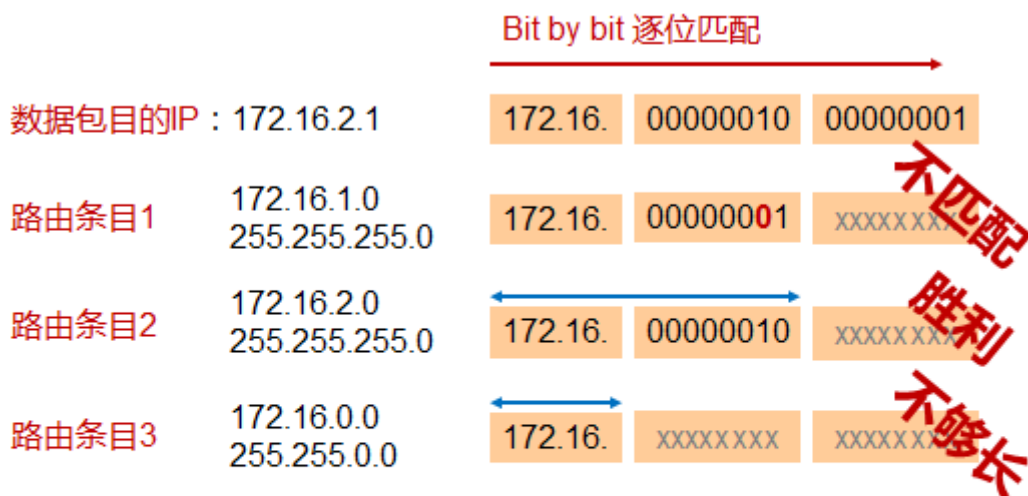 Bit by bit 逐位匹配
数据包目的IP：172.16.2.1 172.16. 00000010 00000001
不匹配
路由条目1 172.16.1.0 255.255.255.0 172.16. 00000001 xxxxxxxx
胜利
路由条目2 172.16.2.0 255.255.255.0 172.16. 00000010 xxxxxxxx
不够长
路由条目3 172.16.0.0 255.255.0.0 172.16. xxxxxxxx xxxxxxxx